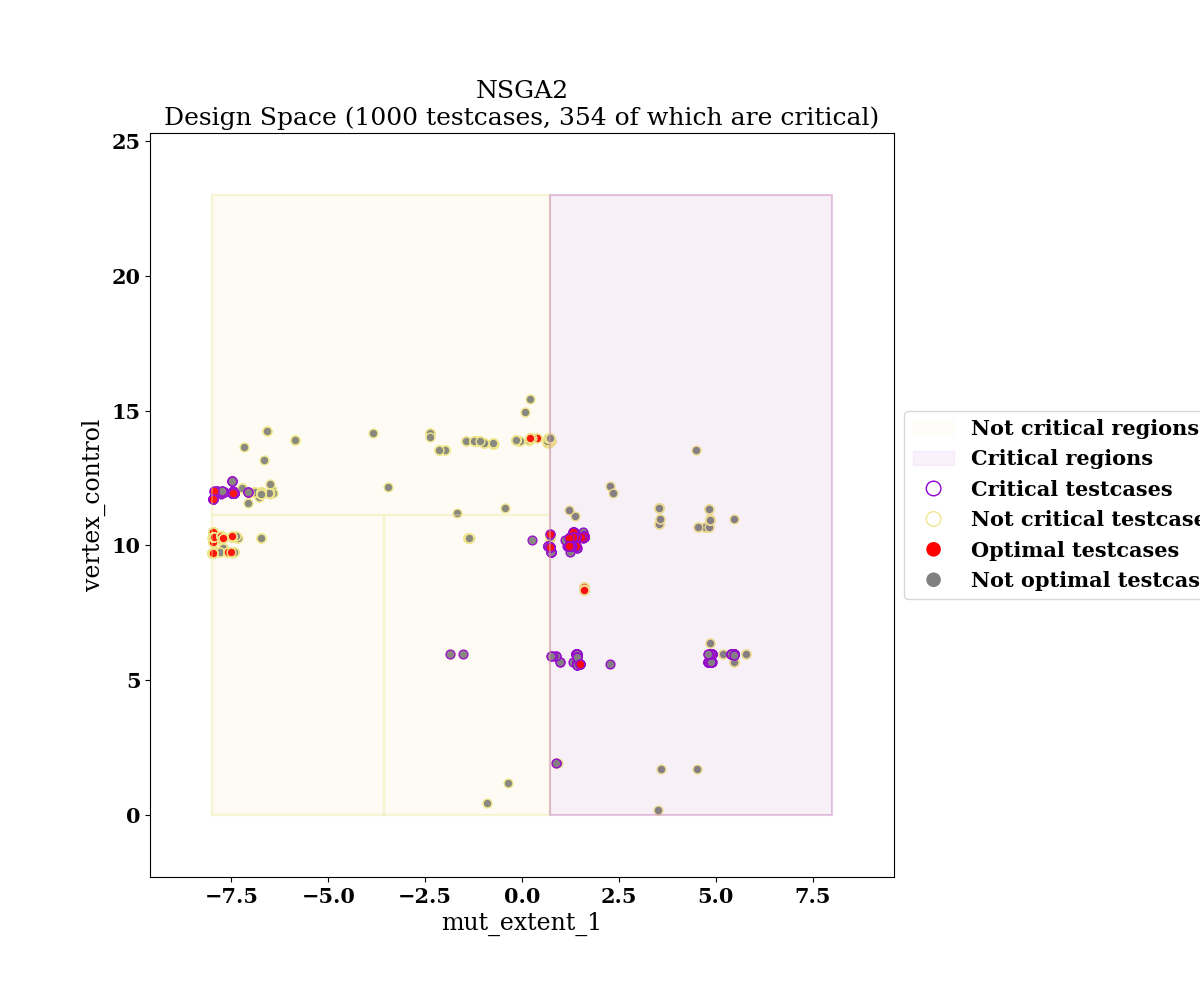 NSGA2
Design Space (1000 testcases, 354 of which are critical)
25
20
15
10
5
0
vertex_control
−7.5
−5.0
−2.5
0.0
2.5
5.0
7.5
mut_extent_1
Not critical regions
Critical regions
Critical testcases
Not critical testcase
Optimal testcases
Not optimal testcas